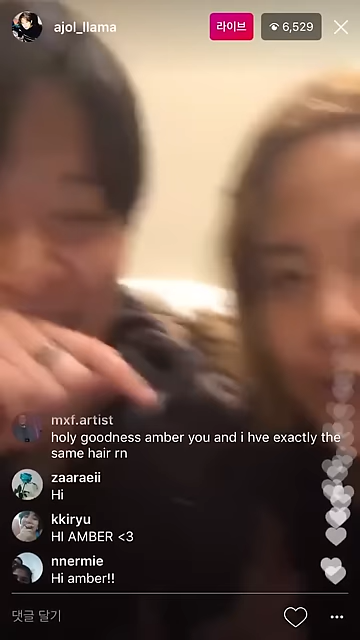 ajol_llama
라이브
6,529
mxf.artist
holy goodness amber you and i hve exactly the
same hair rn
zaaraeii
Hi
kkiryu
HI AMBER <3
nnermie
Hi amber!!
댓글 달기